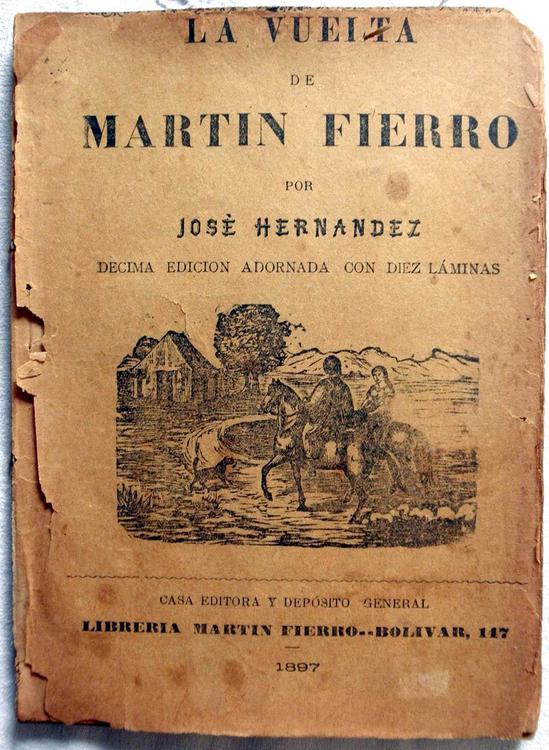 LA VUELTA
DE
MARTIN FIERRO
POR
JOSÈ HERNANDEZ
DECIMA EDICION ADORNADA CON DIEZ LÁMINAS
CASA EDITORA Y DEPÓSITO GENERAL
LIBRERIA MARTIN FIERRO--BOLIVAR, 117
1897